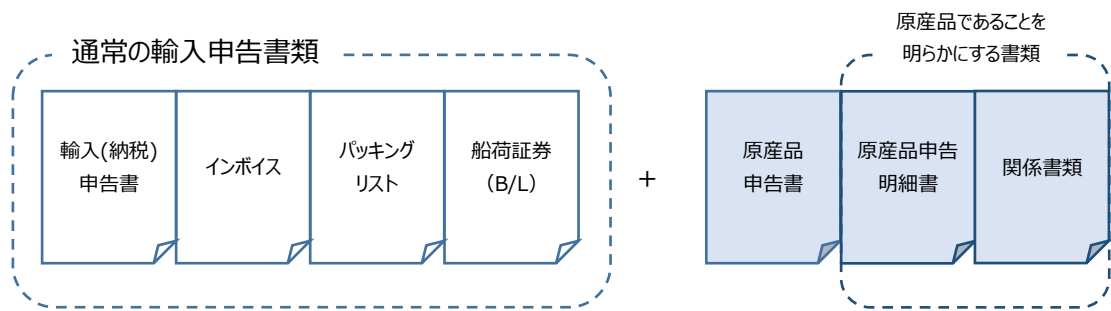 通常の輸入申告書類
輸入(納税)
申告書
インボイス
パッキング
リスト
船荷証券
（B/L）
+
原産品であることを
明らかにする書類
原産品
申告書
原産品申告
明細書
関係書類